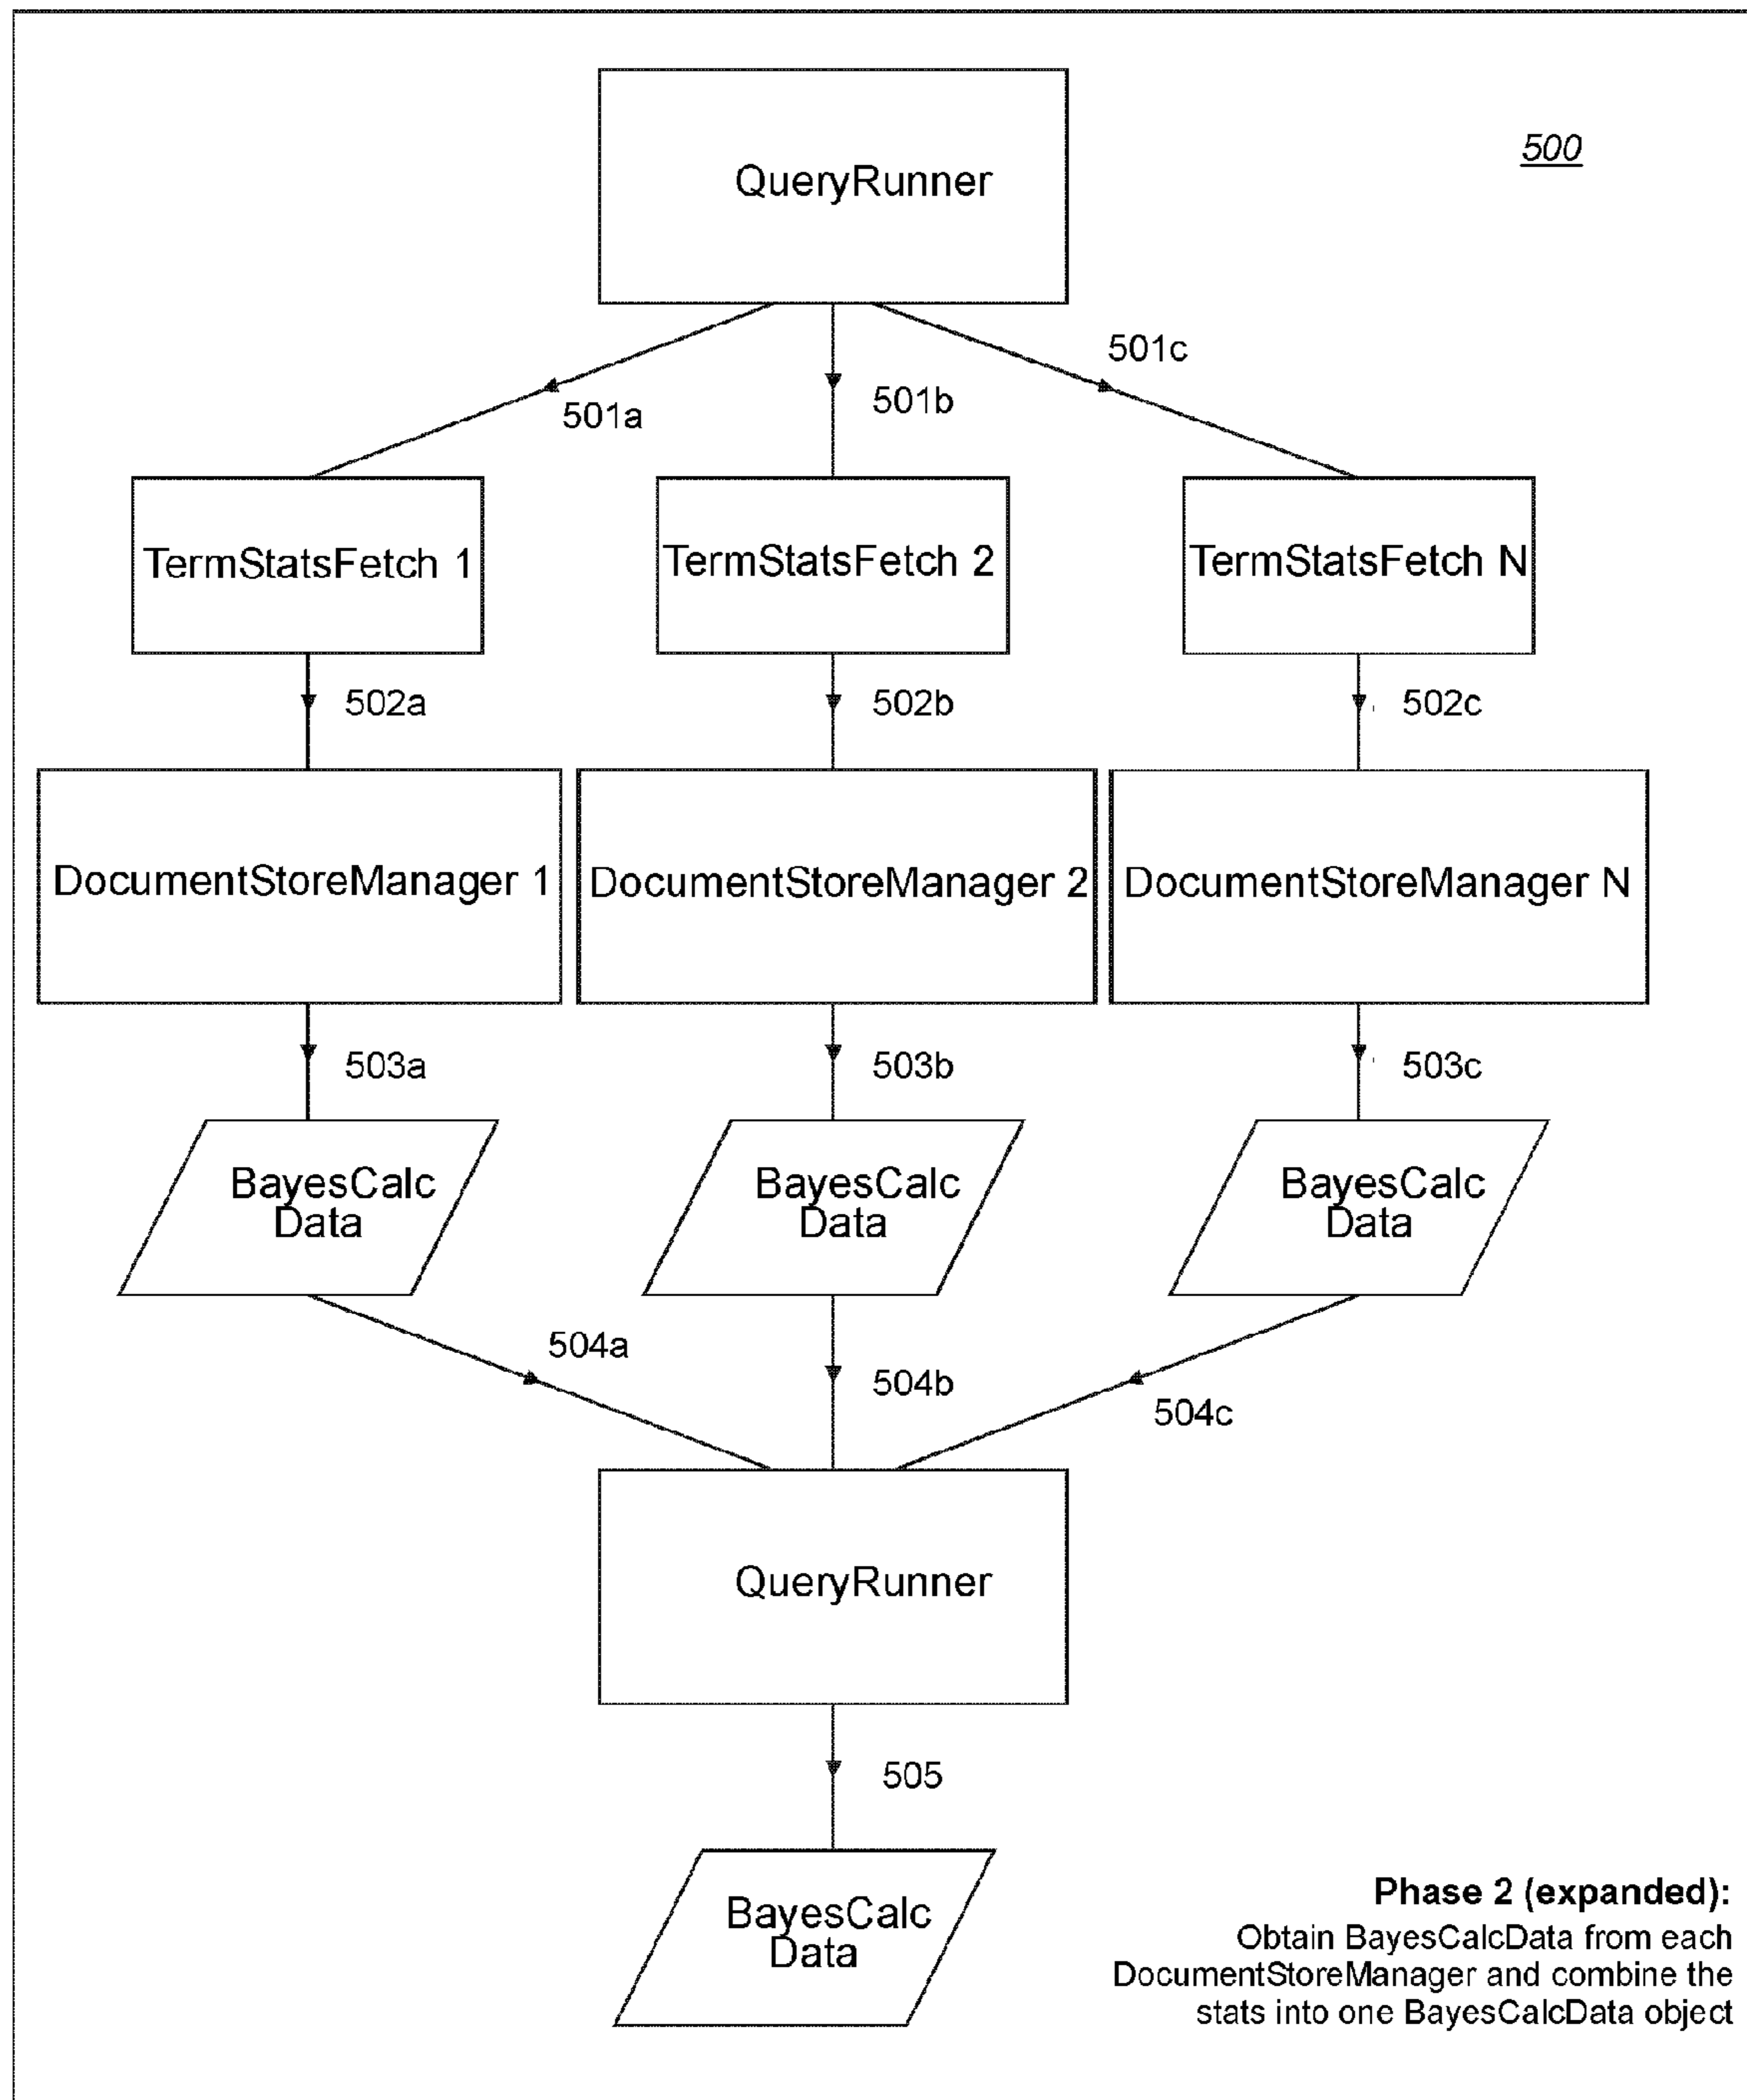 500
QueryRunner
501a
501b
501c
TermStatsFetch 1
TermStatsFetch 2
TermStatsFetch N
502a
502b
502c
DocumentStoreManager 1
DocumentStoreManager 2
DocumentStoreManager N
503a
503b
503c
BayesCalc
Data
BayesCalc
Data
BayesCalc
Data
504a
504b
504c
QueryRunner
505
BayesCalc
Data
Phase 2 (expanded):
Obtain BayesCalcData from each
DocumentStoreManager and combine the
stats into one BayesCalcData object